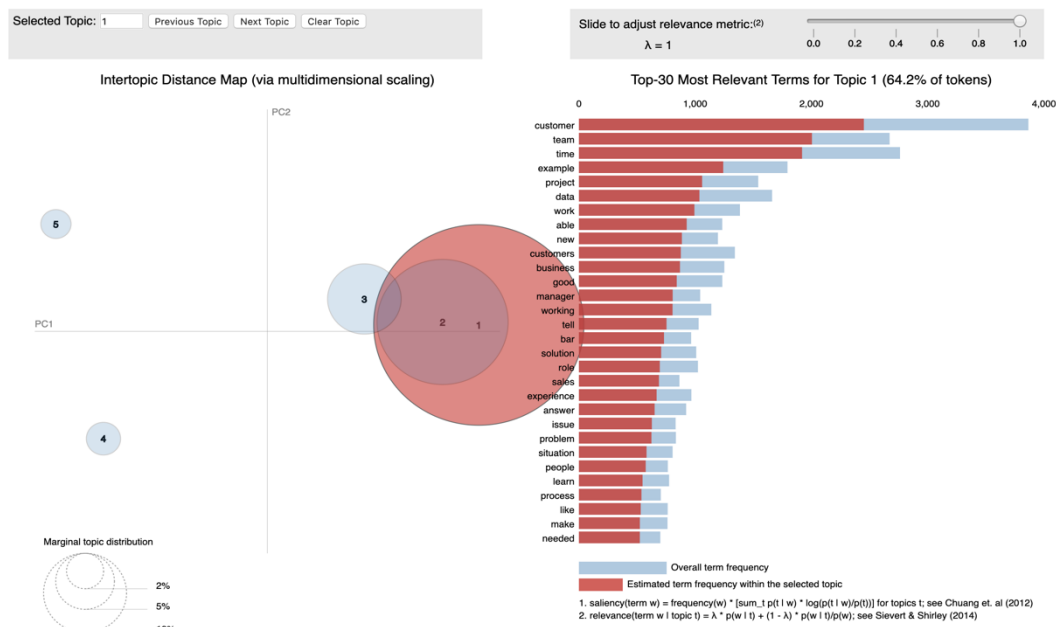 Selected Topic: 1 Previous Topic Next Topic Clear Topic
Slide to adjust relevance metric:(2)
λ = 1
0.0 0.2 0.4 0.6 0.8 1.0
Intertopic Distance Map (via multidimensional scaling)
PC2
PC1
5
3
2
1
4
Marginal topic distribution
2%
5%
Top-30 Most Relevant Terms for Topic 1 (64.2% of tokens)
0 1,000 2,000 3,000 4,000
customer
team
time
example
project
data
work
able
new
customers
business
good
manager
working
tell
bar
solution
role
sales
experience
answer
issue
problem
situation
people
learn
process
like
make
needed
Overall term frequency
Estimated term frequency within the selected topic
1. saliency(term w) = frequency(w) * [sum_t p(t | w) * log(p(t | w)/p(t))] for topics t; see Chuang et. al (2012)
2. relevance(term w | topic t) = λ * p(w | t) + (1 - λ) * p(w | t)/p(w); see Sievert & Shirley (2014)